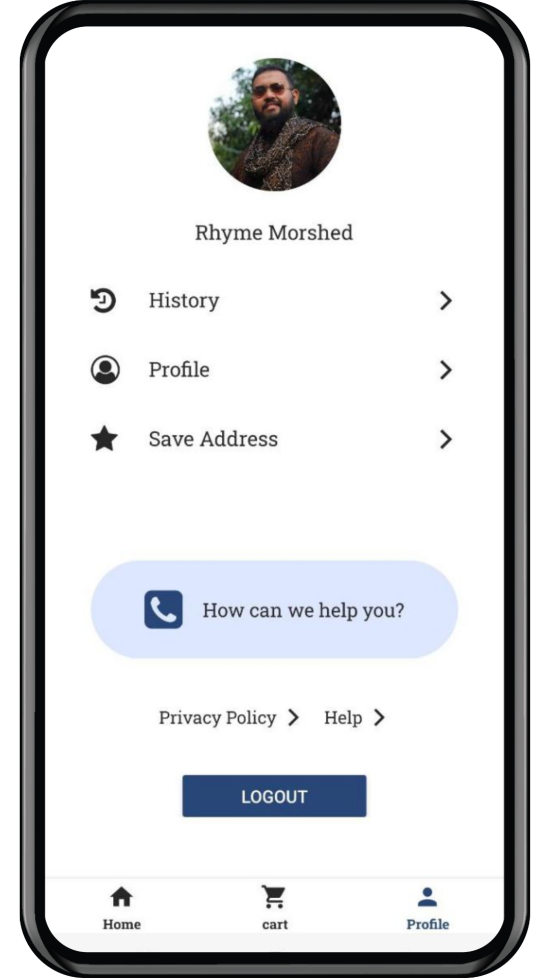 Rhyme Morshed
History
Profile
Save Address
How can we help you?
Privacy Policy Help
LOGOUT
Home cart Profile